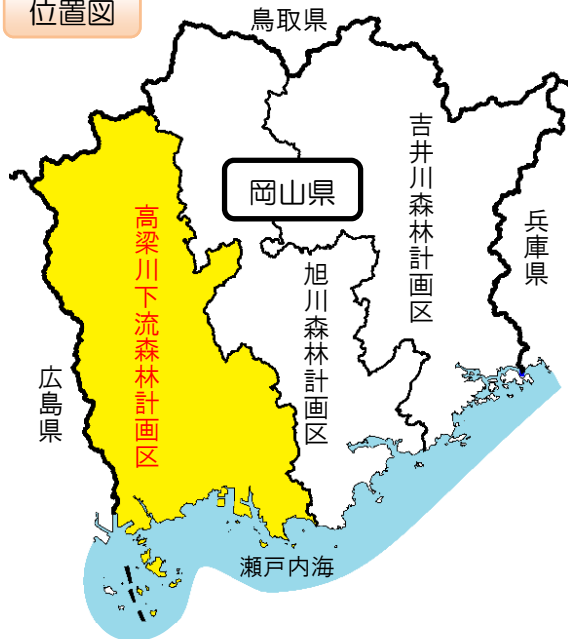 位置図
鳥取県
吉井川森林計画区
岡山県
兵庫県
高梁川下流森林計画区
旭川森林計画区
広島県
瀬戸内海